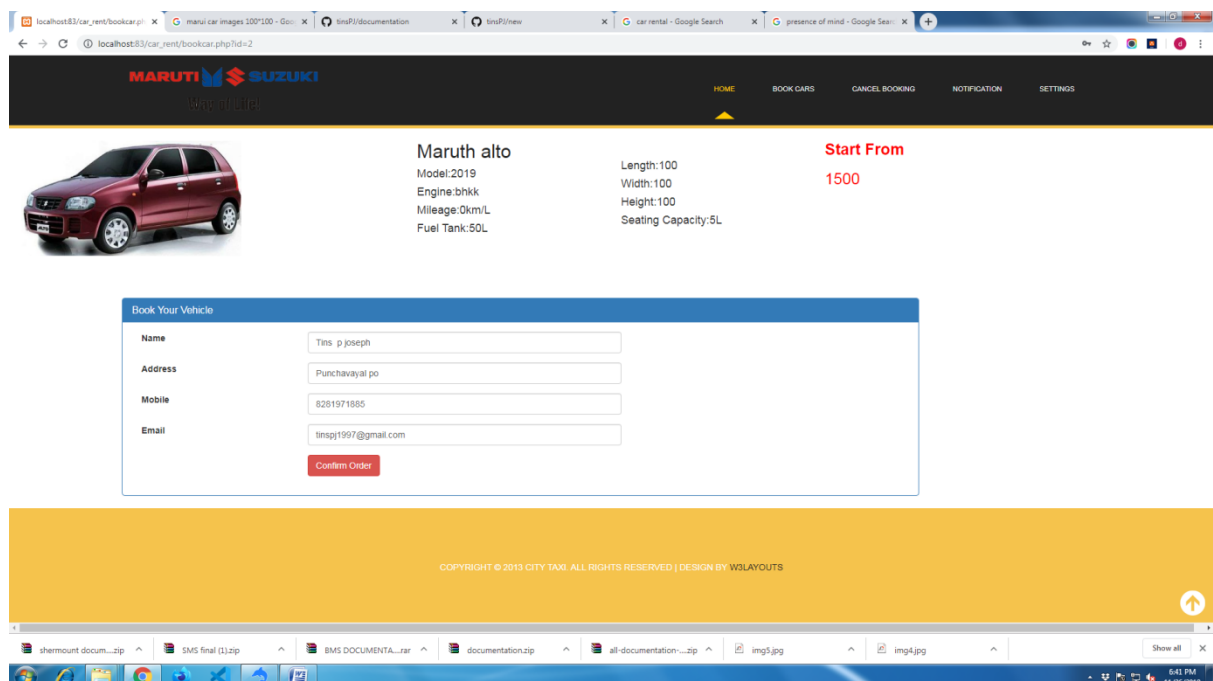 localhost:83/car_rent/bookcar.ph
marui car images 100*100 - Goo
tinsPJ/documentation
tinsPJ/new
car rental - Google Search
presence of mind - Google Sear
localhost:83/car_rent/bookcar.php?id=2
d
MARUTI SUZUKI
Way of Life!
HOME
BOOK CARS
CANCEL BOOKING
NOTIFICATION
SETTINGS
Maruth alto
Model:2019
Engine:bhkk
Mileage:0km/L
Fuel Tank:50L
Length:100
Width:100
Height:100
Seating Capacity:5L
Start From
1500
Book Your Vehicle
Name
Tins p joseph
Address
Punchavayal po
Mobile
8281971885
Email
tinspj1997@gmail.com
Confirm Order
COPYRIGHT © 2013 CITY TAXI. ALL RIGHTS RESERVED | DESIGN BY W3LAYOUTS
shermount docum....zip
SMS final (1).zip
BMS DOCUMENTA....rar
documentation.zip
all-documentation-....zip
img5.jpg
img4.jpg
Show all
6:41 PM